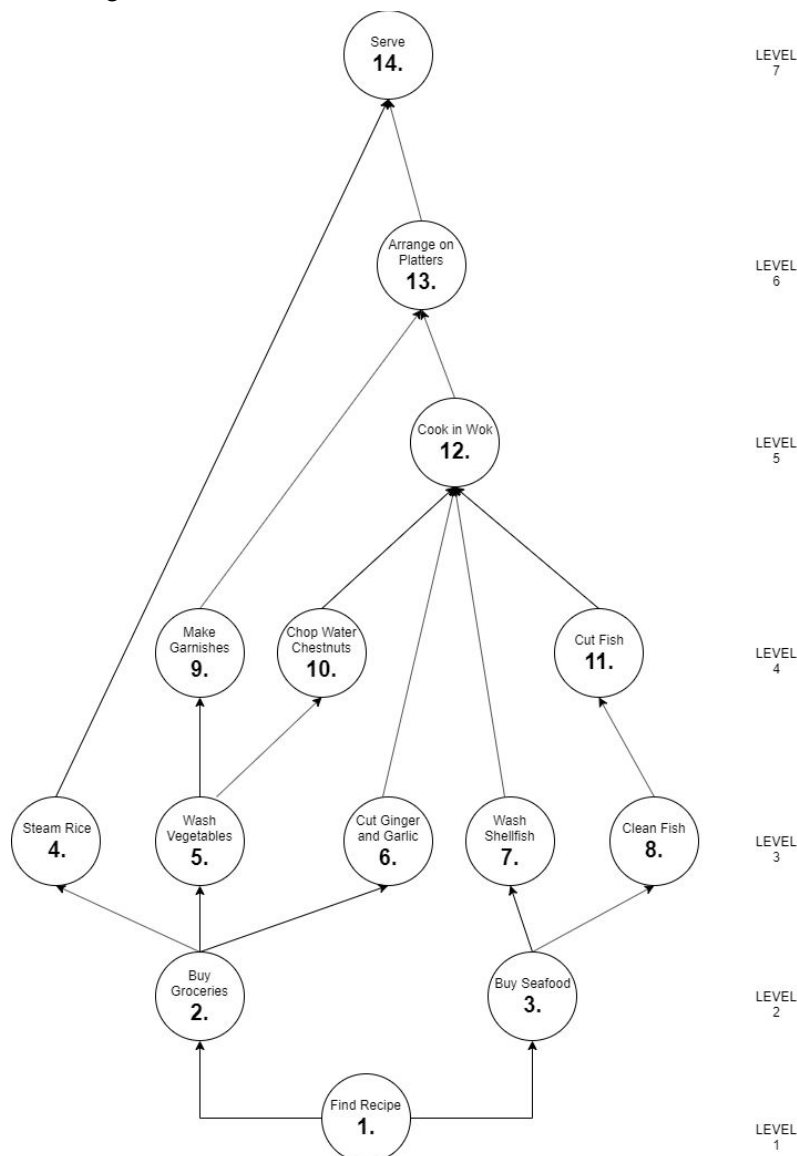 Serve
14.
LEVEL
7
Arrange on
Platters
13.
LEVEL
6
Cook in Wok
12.
LEVEL
5
Make
Garnishes
9.
Chop Water
Chestnuts
10.
Cut Fish
11.
LEVEL
4
Steam Rice
4.
Wash
Vegetables
5.
Cut Ginger
and Garlic
6.
Wash
Shellfish
7.
Clean Fish
8.
LEVEL
3
Buy
Groceries
2.
Buy Seafood
3.
LEVEL
2
Find Recipe
1.
LEVEL
1